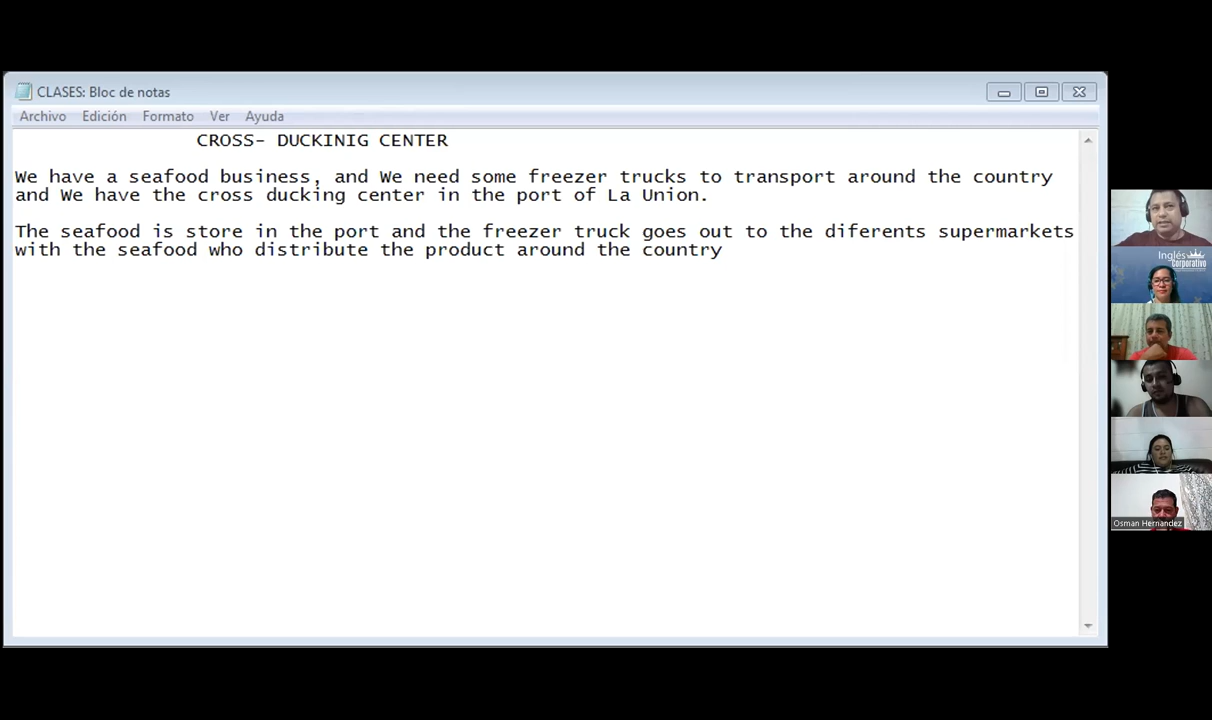 CLASES: Bloc de notas
Archivo Edición Formato Ver Ayuda
CROSS- DUCKINIG CENTER
We have a seafood business, and We need some freezer trucks to transport around the country
and We have the cross ducking center in the port of La Union.
The seafood is store in the port and the freezer truck goes out to the diferents supermarkets
with the seafood who distribute the product around the country
Inglés
Corporativo
Osman Hernandez